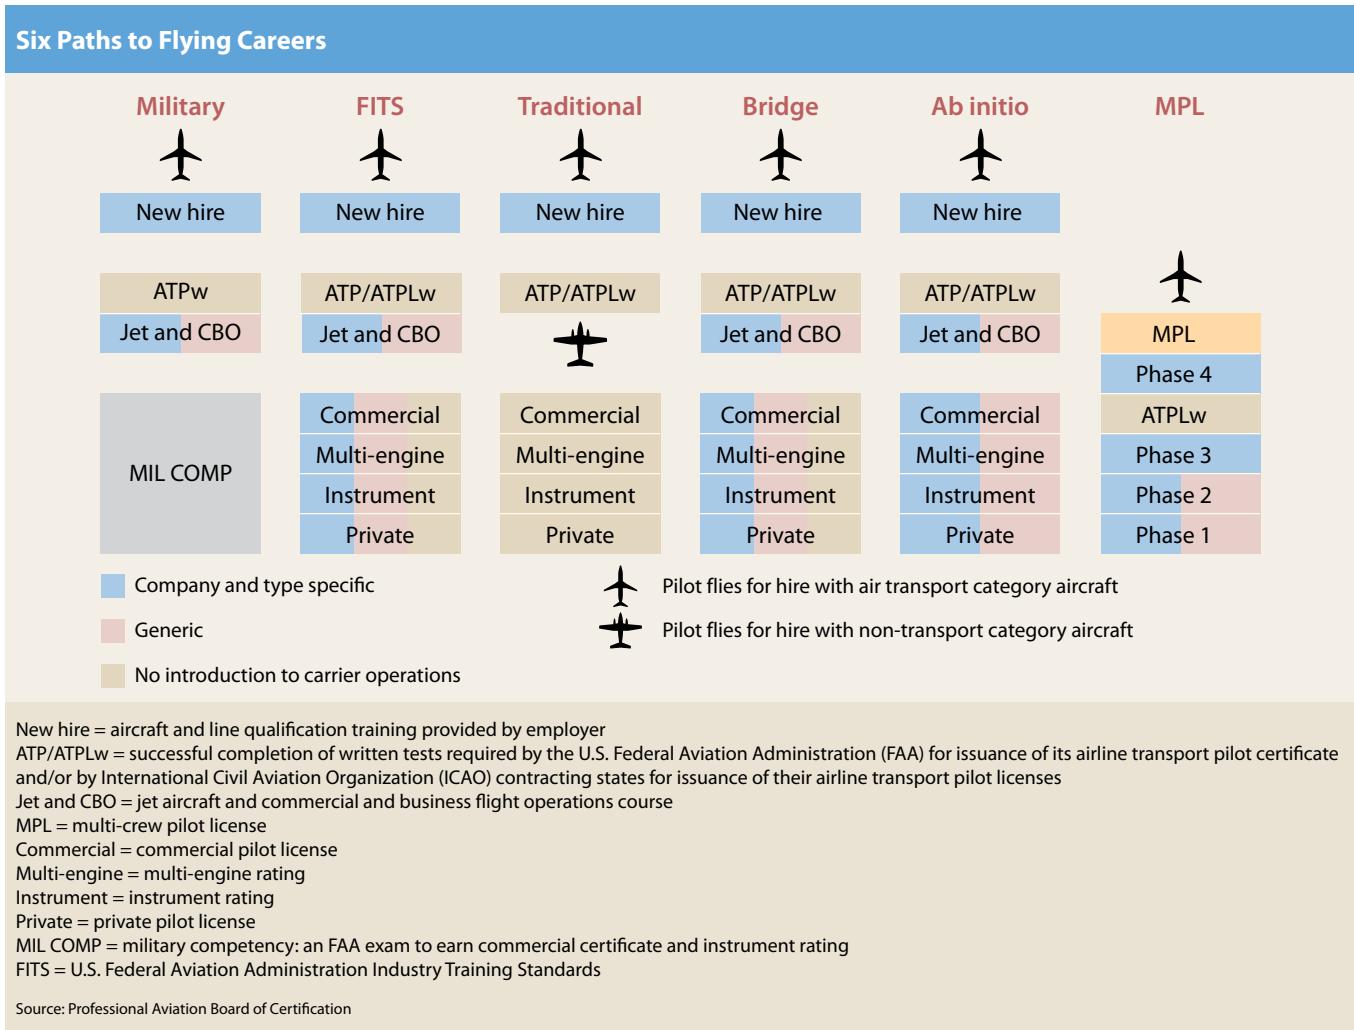 Six Paths to Flying Careers
Military FITS Traditional Bridge Ab initio MPL
New hire New hire New hire New hire New hire
ATPw ATP/ATPLw ATP/ATPLw ATP/ATPLw ATP/ATPLw
Jet and CBO Jet and CBO Jet and CBO Jet and CBO MPL
Phase 4
Commercial Commercial Commercial Commercial ATPLw
MIL COMP Multi-engine Multi-engine Multi-engine Multi-engine Phase 3
Instrument Instrument Instrument Instrument Phase 2
Private Private Private Private Phase 1
Company and type specific Pilot flies for hire with air transport category aircraft
Generic Pilot flies for hire with non-transport category aircraft
No introduction to carrier operations
New hire = aircraft and line qualification training provided by employer
ATP/ATPLw = successful completion of written tests required by the U.S. Federal Aviation Administration (FAA) for issuance of its airline transport pilot certificate
and/or by International Civil Aviation Organization (ICAO) contracting states for issuance of their airline transport pilot licenses
Jet and CBO = jet aircraft and commercial and business flight operations course
MPL = multi-crew pilot license
Commercial = commercial pilot license
Multi-engine = multi-engine rating
Instrument = instrument rating
Private = private pilot license
MIL COMP = military competency: an FAA exam to earn commercial certificate and instrument rating
FITS = U.S. Federal Aviation Administration Industry Training Standards
Source: Professional Aviation Board of Certification